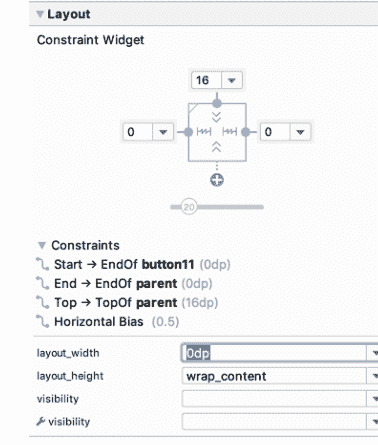 Layout
Constraint Widget
16
0
0
20
Constraints
Start → EndOf button11 (0dp)
End → EndOf parent (0dp)
Top → TopOf parent (16dp)
Horizontal Bias (0.5)
layout_width 0dp
layout_height wrap_content
visibility
visibility